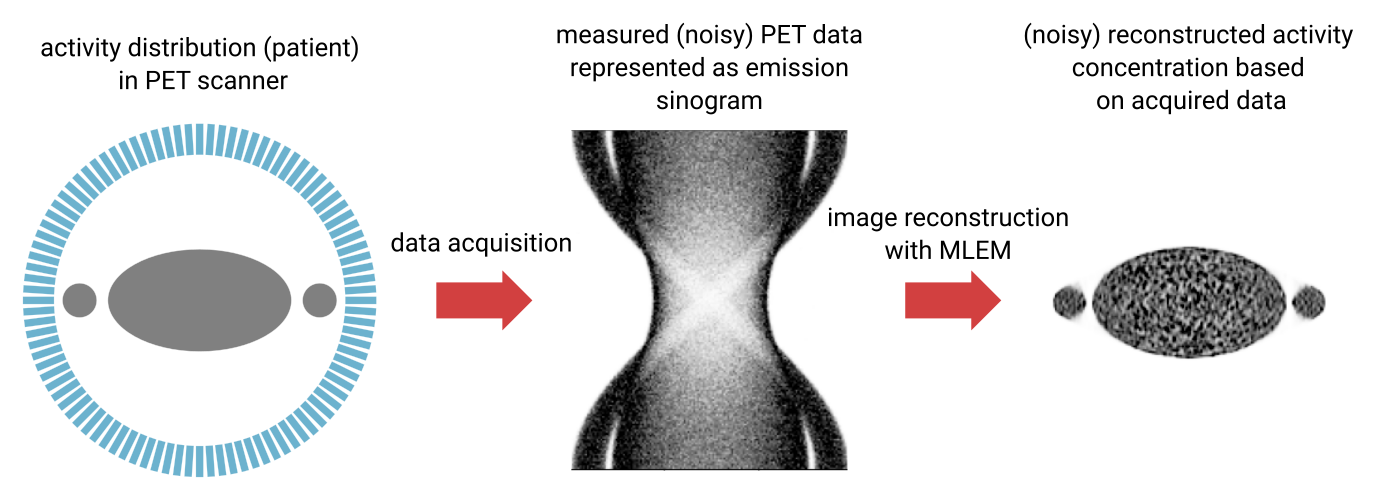 activity distribution (patient)
in PET scanner
measured (noisy) PET data
represented as emission
sinogram
(noisy) reconstructed activity
concentration based
on acquired data
data acquisition
image reconstruction
with MLEM